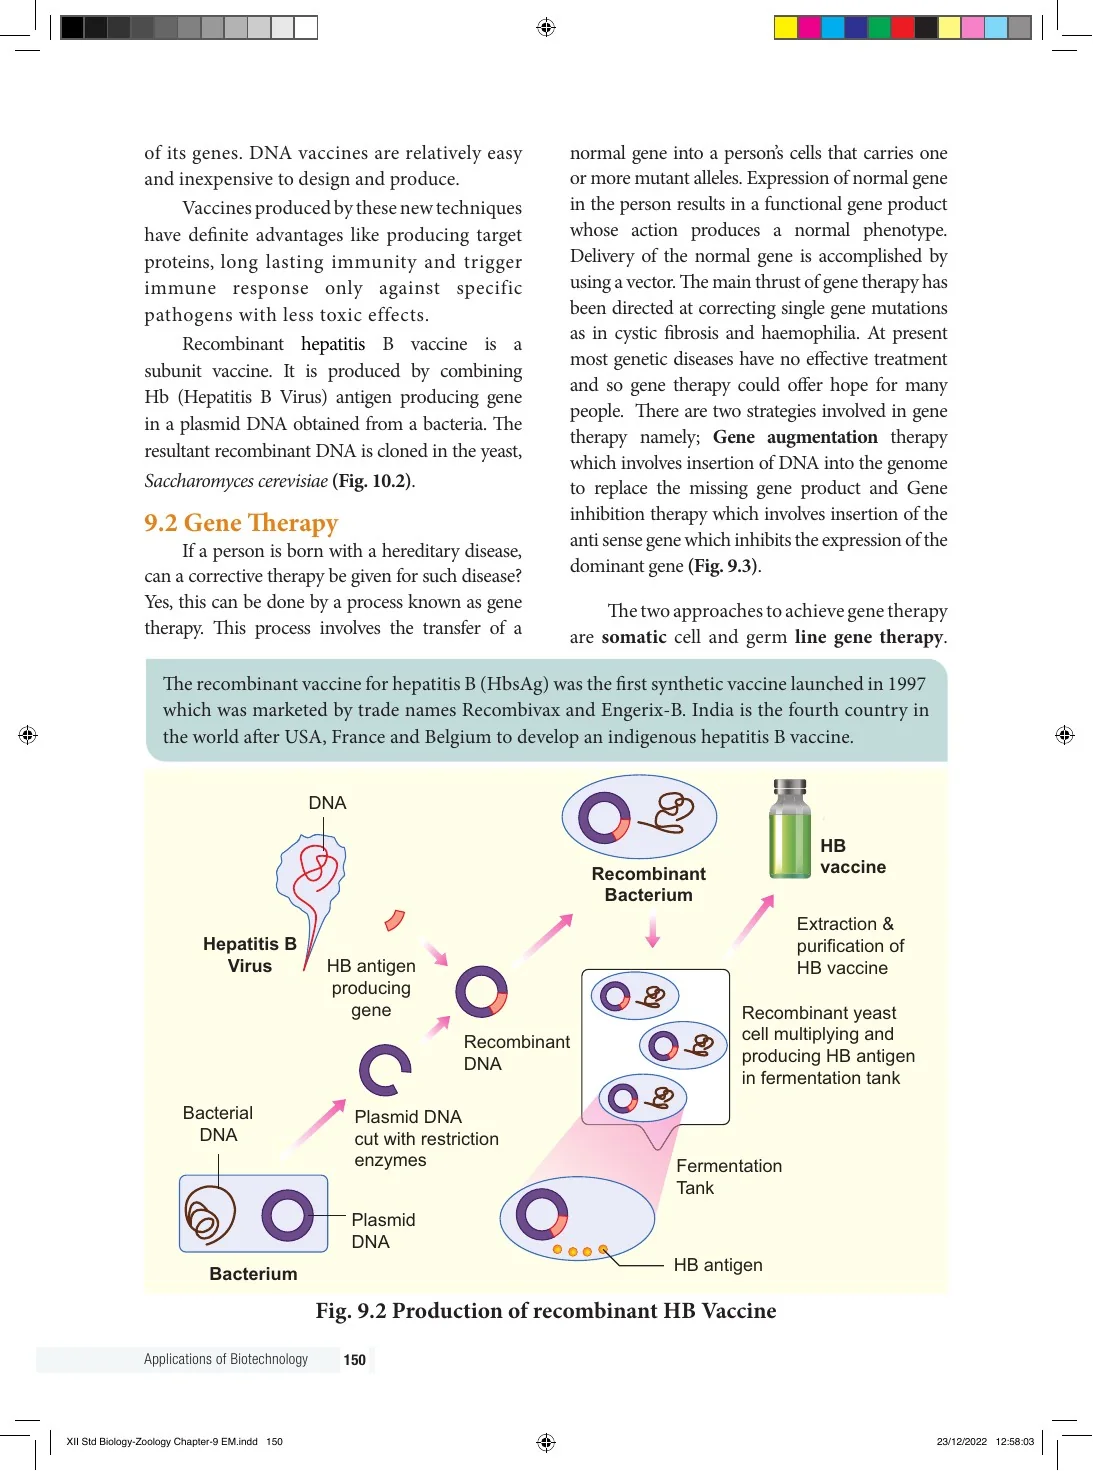 of its genes. DNA vaccines are relatively easy
and inexpensive to design and produce.
Vaccines produced by these new techniques
have definite advantages like producing target
proteins, long lasting immunity and trigger
immune response only against specific
pathogens with less toxic effects.
Recombinant hepatitis B vaccine is a
subunit vaccine. It is produced by combining
Hb (Hepatitis B Virus) antigen producing gene
in a plasmid DNA obtained from a bacteria. The
resultant recombinant DNA is cloned in the yeast,
Saccharomyces cerevisiae (Fig. 10.2).
9.2 Gene Therapy
If a person is born with a hereditary disease,
can a corrective therapy be given for such disease?
Yes, this can be done by a process known as gene
therapy. This process involves the transfer of a
normal gene into a person's cells that carries one
or more mutant alleles. Expression of normal gene
in the person results in a functional gene product
whose action produces a normal phenotype.
Delivery of the normal gene is accomplished by
using a vector. The main thrust of gene therapy has
been directed at correcting single gene mutations
as in cystic fibrosis and haemophilia. At present
most genetic diseases have no effective treatment
and so gene therapy could offer hope for many
people. There are two strategies involved in gene
therapy namely; Gene augmentation therapy
which involves insertion of DNA into the genome
to replace the missing gene product and Gene
inhibition therapy which involves insertion of the
anti sense gene which inhibits the expression of the
dominant gene (Fig. 9.3).
The two approaches to achieve gene therapy
are somatic cell and germ line gene therapy.
The recombinant vaccine for hepatitis B (HbsAg) was the first synthetic vaccine launched in 1997
which was marketed by trade names Recombivax and Engerix-B. India is the fourth country in
the world after USA, France and Belgium to develop an indigenous hepatitis B vaccine.
DNA
Hepatitis B
Virus
HB antigen
producing
gene
Recombinant
DNA
Recombinant
Bacterium
HB
vaccine
Extraction &
purification of
HB vaccine
Recombinant yeast
cell multiplying and
producing HB antigen
in fermentation tank
Bacterial
DNA
Plasmid DNA
cut with restriction
enzymes
Fermentation
Tank
Plasmid
DNA
HB antigen
Bacterium
Fig. 9.2 Production of recombinant HB Vaccine
Applications of Biotechnology 150
XII Std Biology-Zoology Chapter-9 EM.indd 150
23/12/2022 12:58:03